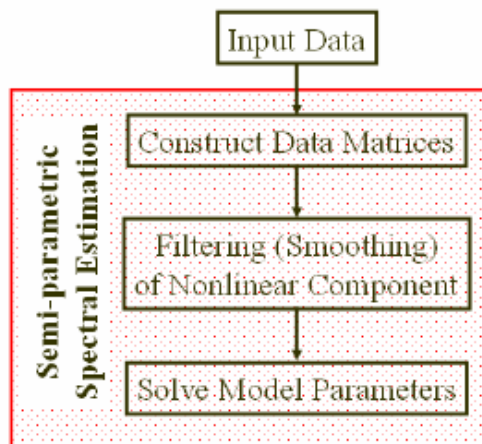 Input Data
Semi-parametric
Spectral Estimation
Construct Data Matrices
Filtering (Smoothing)
of Nonlinear Component
Solve Model Parameters